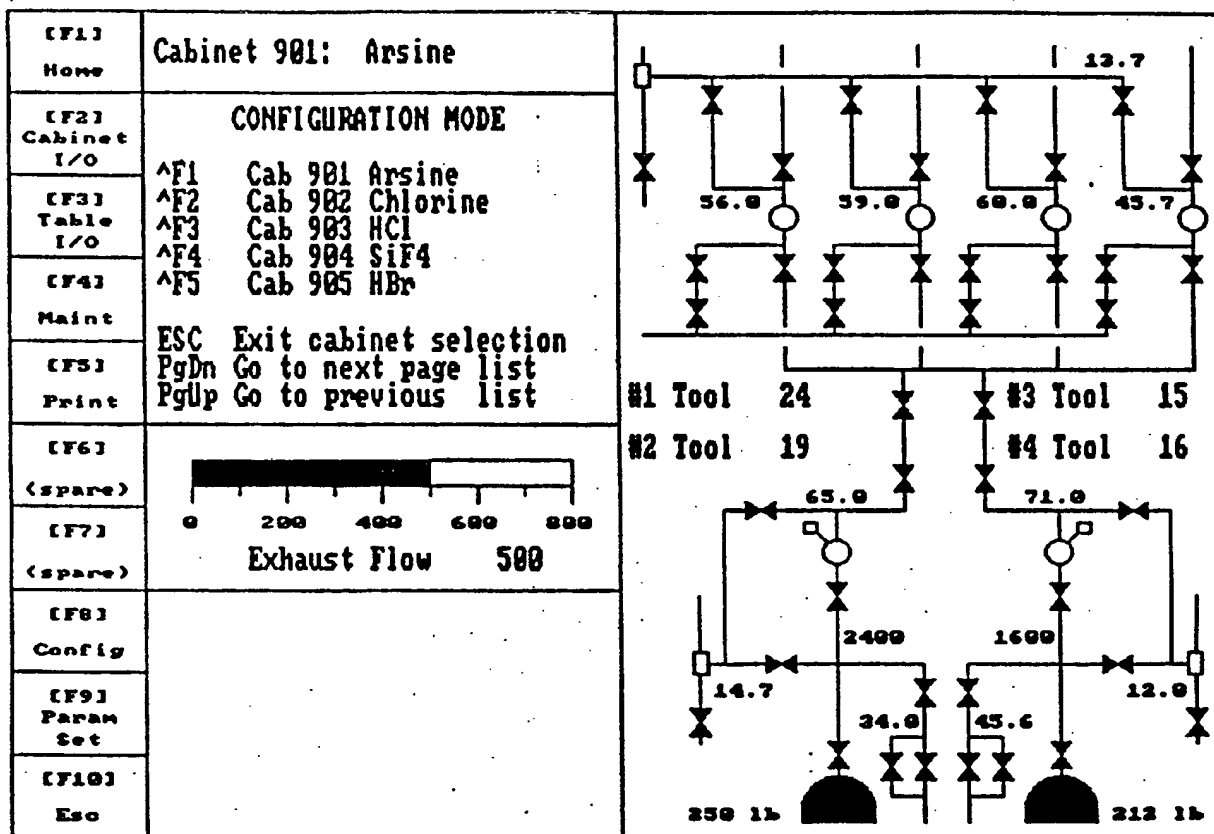 [F1]
Home
[F2]
Cabinet
I/O
[F3]
Table
I/O
[F4]
Maint
[F5]
Print
[F6]
(spare)
[F7]
(spare)
[F8]
Config
[F9]
Param
Set
[F10]
Esc
Cabinet 901: Arsine
CONFIGURATION MODE
^F1 Cab 901 Arsine
^F2 Cab 902 Chlorine
^F3 Cab 903 HCl
^F4 Cab 904 SiF4
^F5 Cab 905 HBr
ESC Exit cabinet selection
PgDn Go to next page list
PgUp Go to previous list
0 200 400 600 800
Exhaust Flow 500
13.7
56.0 59.0 60.0 45.7
#1 Tool 24 #3 Tool 15
#2 Tool 19 #4 Tool 16
65.0 71.0
2400 1600
14.7 12.0
34.0 45.6
250 lb 212 lb